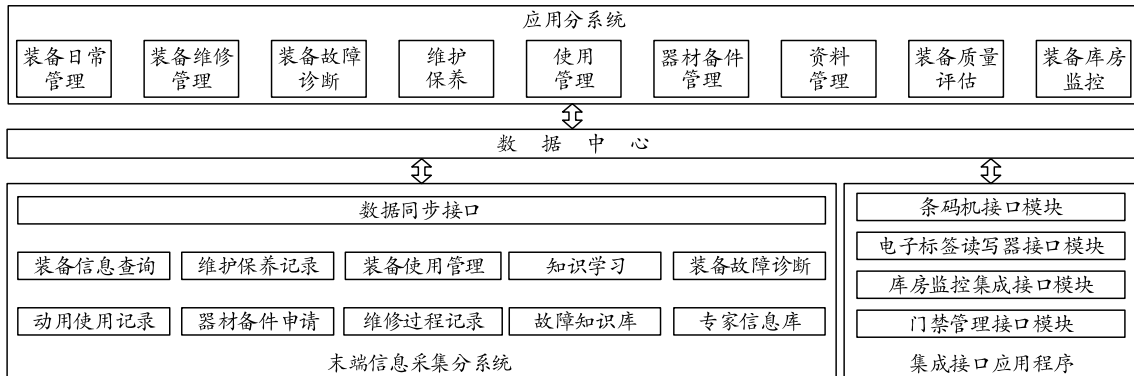 应用分系统
装备日常管理
装备维修管理
装备故障诊断
维护保养
使用管理
器材备件管理
资料管理
装备质量评估
装备库房监控
数据中心
数据同步接口
装备信息查询
维护保养记录
装备使用管理
知识学习
装备故障诊断
动用使用记录
器材备件申请
维修过程记录
故障知识库
专家信息库
末端信息采集分系统
条码机接口模块
电子标签读写器接口模块
库房监控集成接口模块
门禁管理接口模块
集成接口应用程序